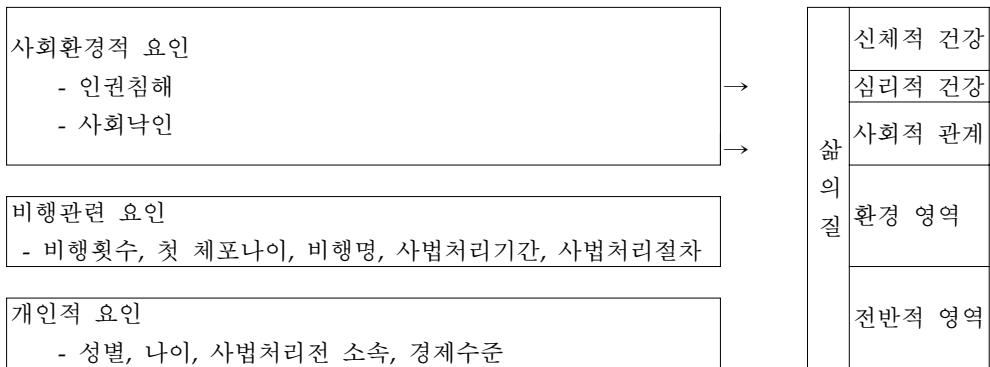 사회환경적 요인
- 인권침해
- 사회낙인
→
→
비행관련 요인
- 비행횟수, 첫 체포나이, 비행명, 사법처리기간, 사법처리절차
개인적 요인
- 성별, 나이, 사법처리전 소속, 경제수준
삶
의
질
신체적 건강
심리적 건강
사회적 관계
환경 영역
전반적 영역